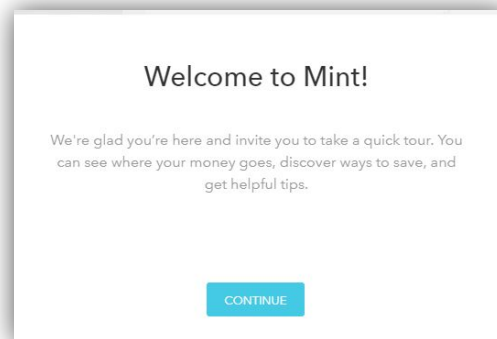 Welcome to Mint!
We're glad you're here and invite you to take a quick tour. You
can see where your money goes, discover ways to save, and
get helpful tips.
CONTINUE